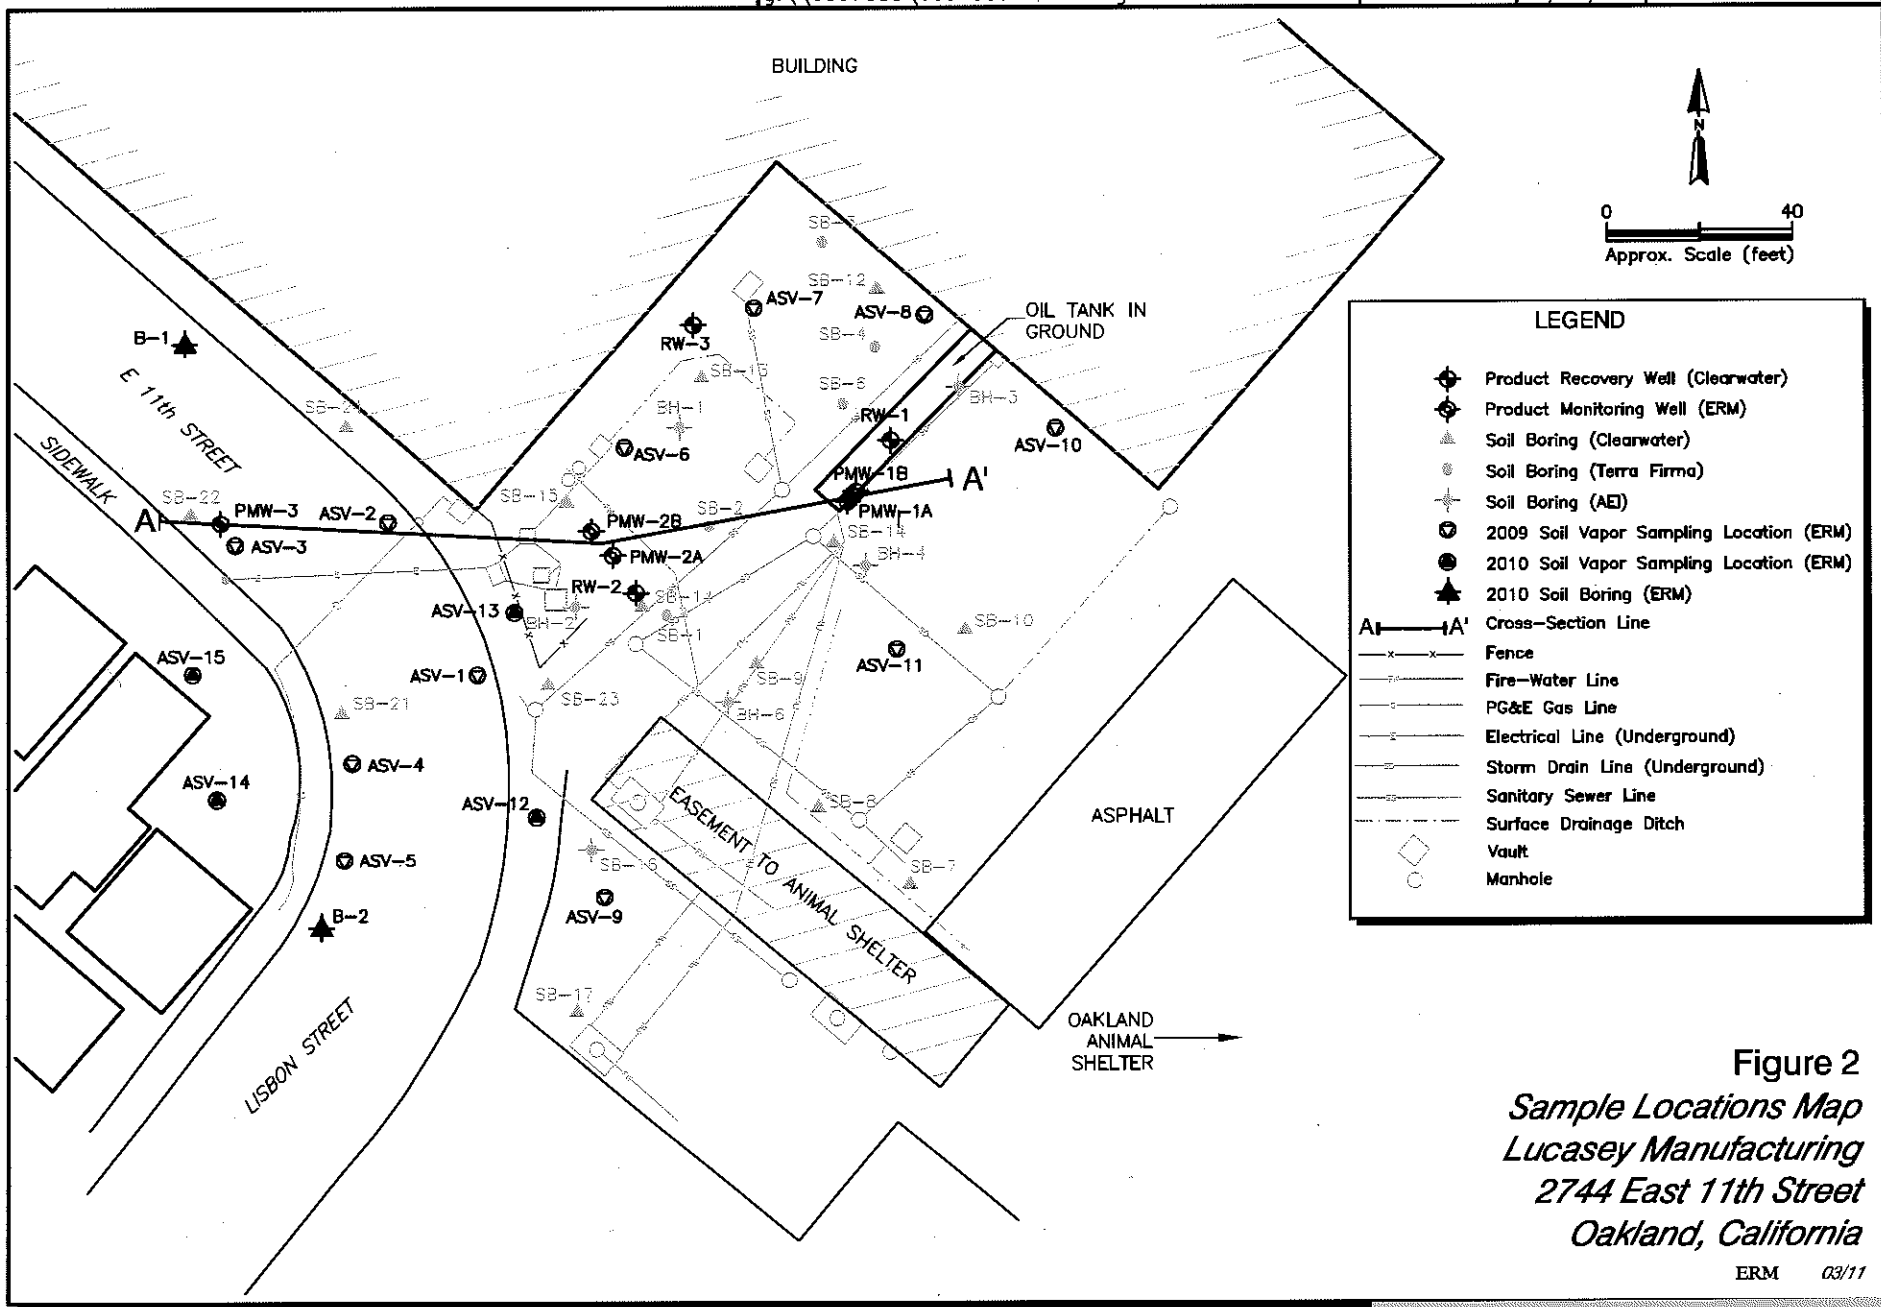 BUILDING
N
0 40
Approx. Scale (feet)
LEGEND
Product Recovery Well (Clearwater)
Product Monitoring Well (ERM)
Soil Boring (Clearwater)
Soil Boring (Terra Firma)
Soil Boring (AEI)
2009 Soil Vapor Sampling Location (ERM)
2010 Soil Vapor Sampling Location (ERM)
2010 Soil Boring (ERM)
A A' Cross-Section Line
Fence
Fire-Water Line
PG&E Gas Line
Electrical Line (Underground)
Storm Drain Line (Underground)
Sanitary Sewer Line
Surface Drainage Ditch
Vault
Manhole
SB-12
ASV-7
ASV-8
OIL TANK IN
GROUND
B-1
RW-3
SB-4
E 11th STREET
SB-13
SB-6
BH-3
BH-1
RW-1
ASV-10
SIDEWALK
ASV-6
PMW-1B
A'
SB-22
SB-15
SB-2
PMW-1A
A
PMW-3
ASV-2
PMW-2B
SB-14
ASV-3
PMW-2A
BH-4
RW-2
ASV-13
BH-2
SB-14
SB-1
SB-10
ASV-15
ASV-1
ASV-11
SB-9
SB-21
SB-23
BH-6
ASV-4
ASV-14
ASV-12
EASEMENT TO ANIMAL SHELTER
SB-8
ASPHALT
ASV-5
SB-16
SB-7
B-2
ASV-9
SB-17
LISBON STREET
OAKLAND
ANIMAL
SHELTER
Figure 2
Sample Locations Map
Lucasey Manufacturing
2744 East 11th Street
Oakland, California
ERM 03/11